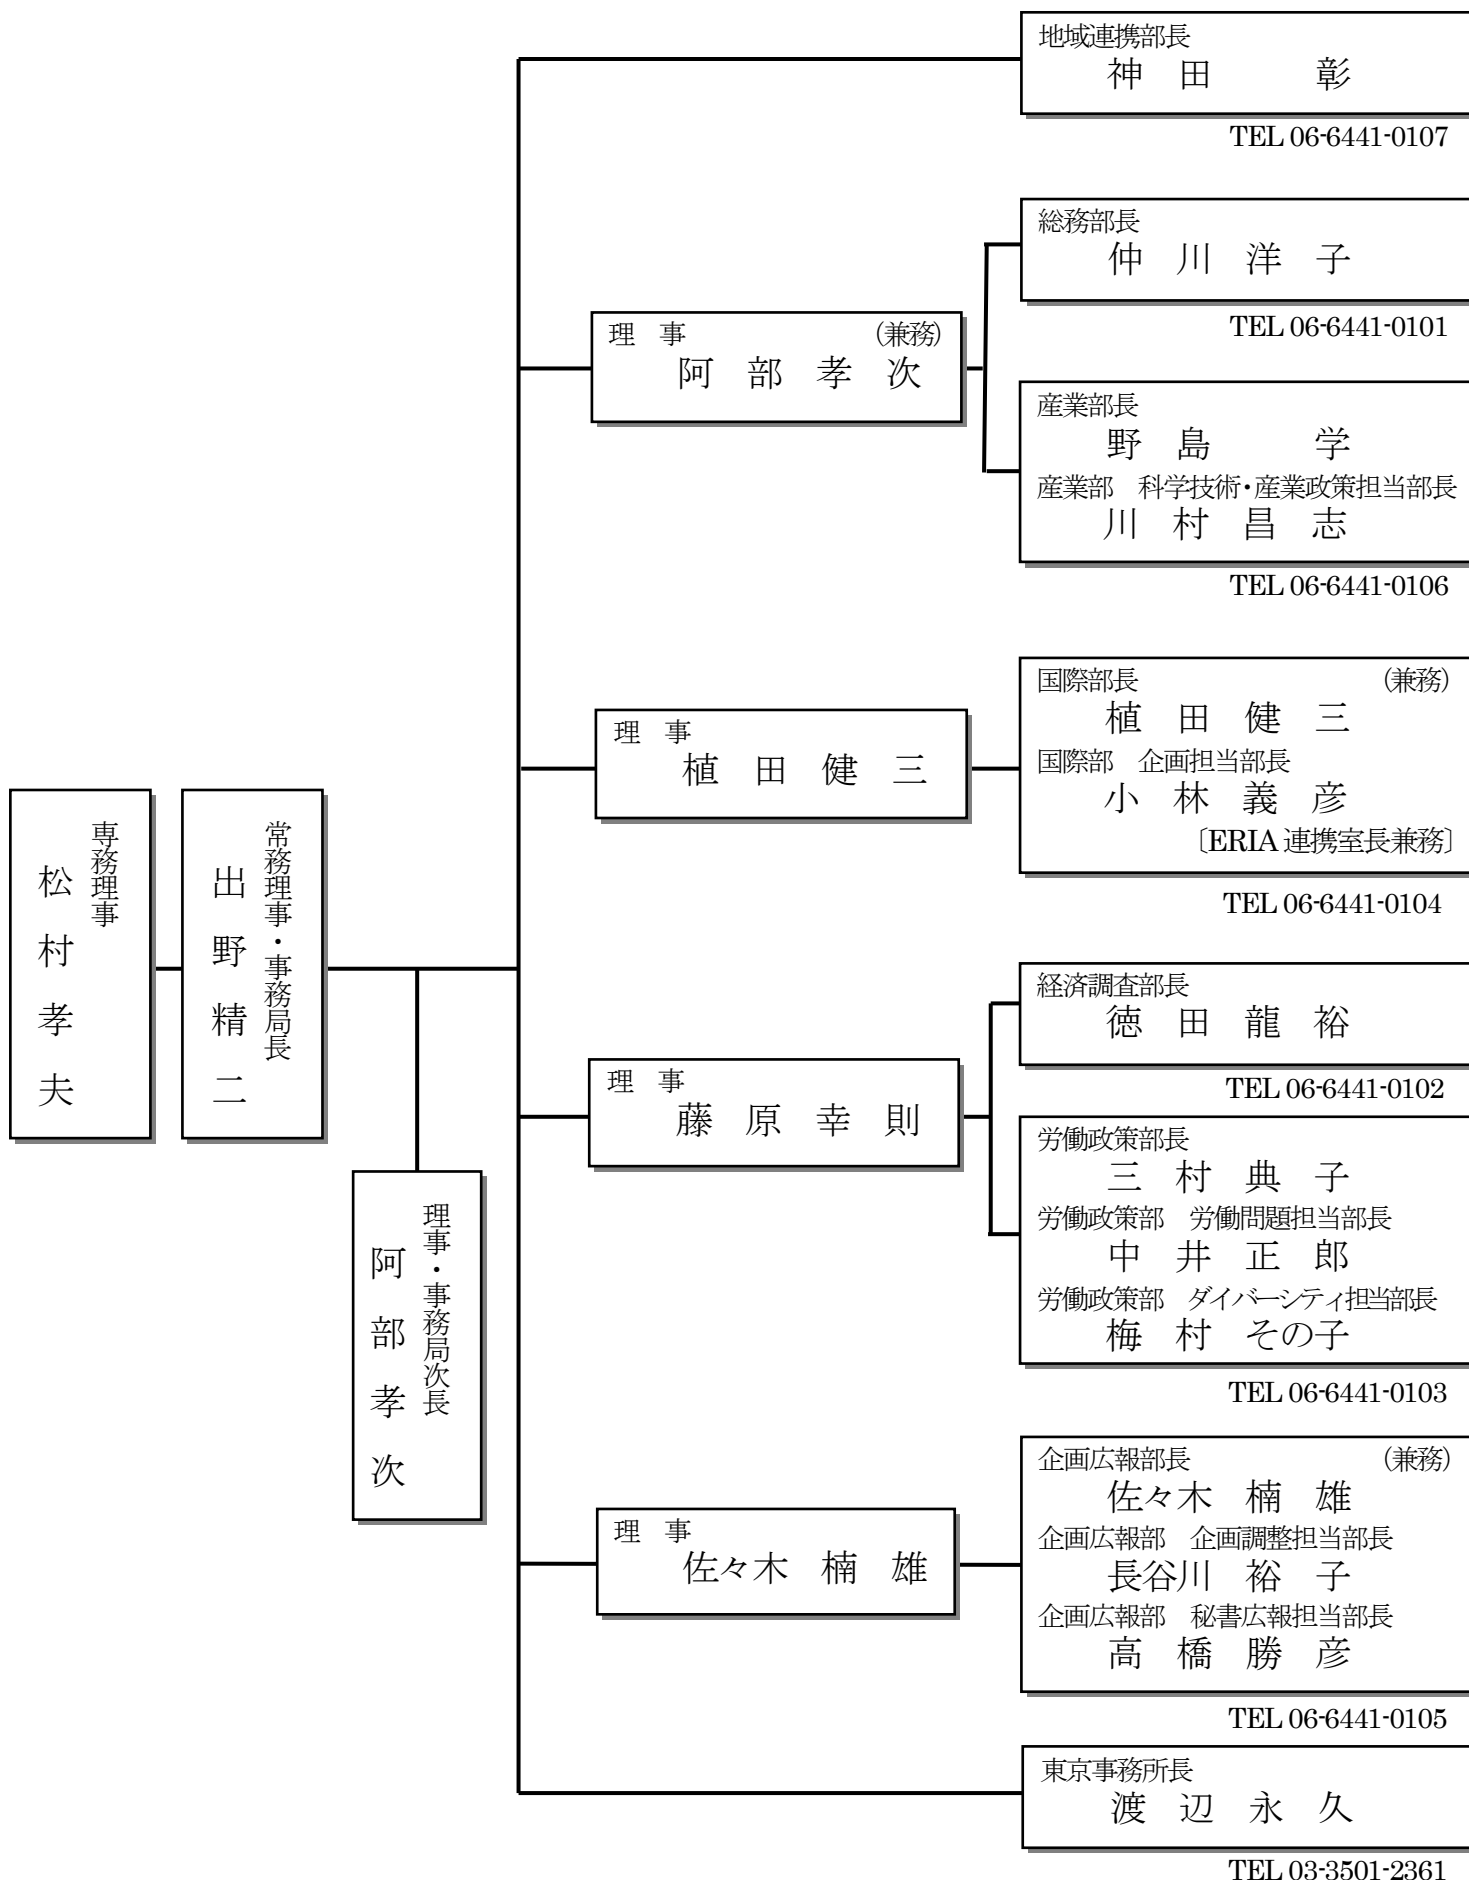 専務理事
松村孝夫
常務理事・事務局長
出野精二
理事・事務局次長
阿部孝次
地域連携部長
神田　彰
TEL 06-6441-0107
総務部長
仲川洋子
TEL 06-6441-0101
理　事　(兼務)
阿部孝次
産業部長
野島　学
産業部　科学技術・産業政策担当部長
川村昌志
TEL 06-6441-0106
理　事
植田健三
国際部長　(兼務)
植田健三
国際部　企画担当部長
小林義彦
〔ERIA 連携室長兼務〕
TEL 06-6441-0104
理　事
藤原幸則
経済調査部長
徳田龍裕
TEL 06-6441-0102
労働政策部長
三村典子
労働政策部　労働問題担当部長
中井正郎
労働政策部　ダイバーシティ担当部長
梅村その子
TEL 06-6441-0103
理　事
佐々木楠雄
企画広報部長　(兼務)
佐々木楠雄
企画広報部　企画調整担当部長
長谷川裕子
企画広報部　秘書広報担当部長
高橋勝彦
TEL 06-6441-0105
東京事務所長
渡辺永久
TEL 03-3501-2361